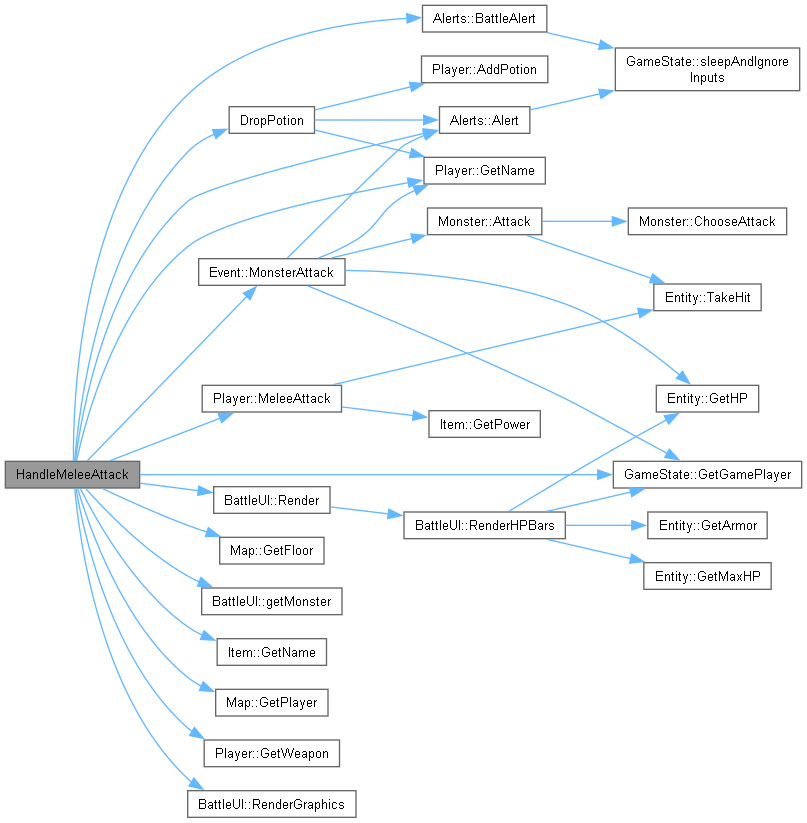 Alerts::BattleAlert
GameState::sleepAndIgnore
Inputs
Player::AddPotion
DropPotion
Alerts::Alert
Player::GetName
Monster::Attack
Monster::ChooseAttack
Event::MonsterAttack
Entity::TakeHit
Player::MeleeAttack
Entity::GetHP
Item::GetPower
HandleMeleeAttack
GameState::GetGamePlayer
BattleUI::Render
BattleUI::RenderHPBars
Entity::GetArmor
Map::GetFloor
Entity::GetMaxHP
BattleUI::getMonster
Item::GetName
Map::GetPlayer
Player::GetWeapon
BattleUI::RenderGraphics